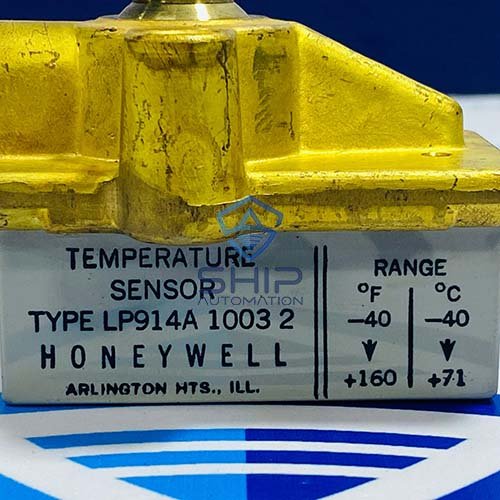 TEMPERATURE
SENSOR
TYPE LP914A 1003 2
HONEYWELL
ARLINGTON HTS., ILL.
RANGE
°F °C
–40 –40
+160 +71
SHIP
AUTOMATION